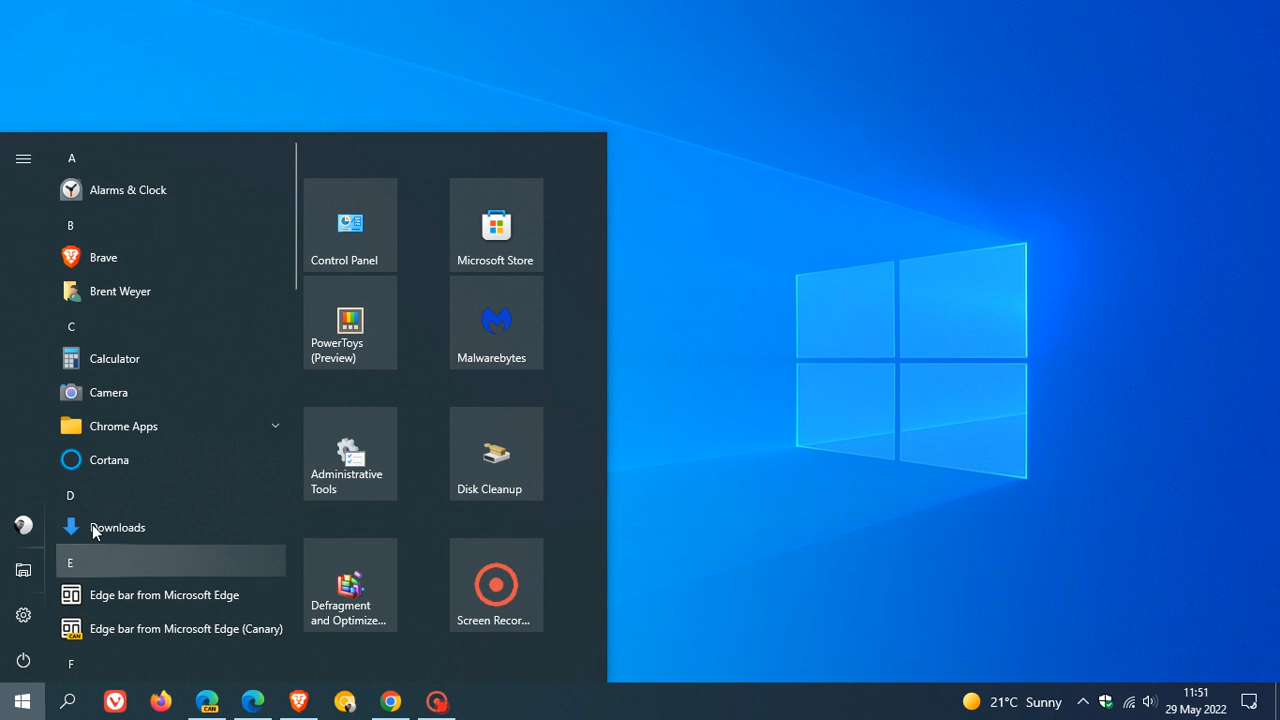 A
Alarms & Clock
B
Brave
Brent Weyer
C
Calculator
Camera
Chrome Apps
Cortana
D
Downloads
E
Edge bar from Microsoft Edge
Edge bar from Microsoft Edge (Canary)
F
Control Panel
Microsoft Store
PowerToys
(Preview)
Malwarebytes
Administrative
Tools
Disk Cleanup
Defragment
and Optimize...
Screen Recor...
CAN
CAN
21°C Sunny
11:51
29 May 2022